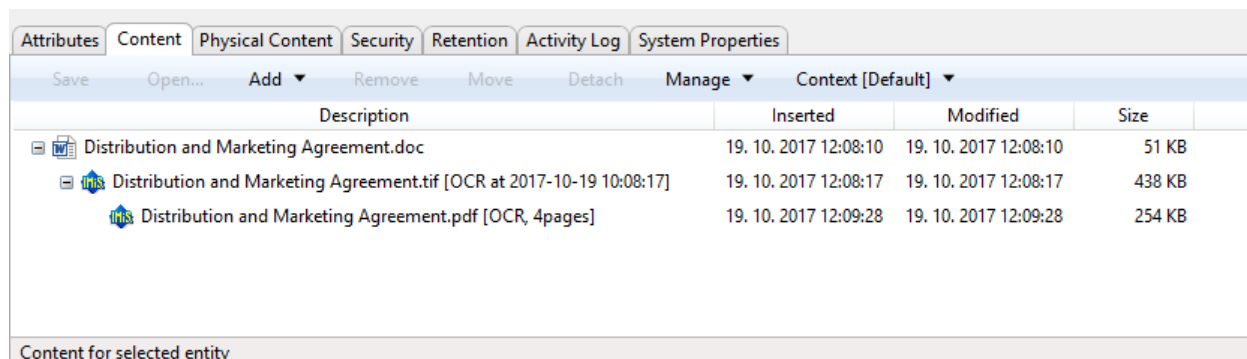 Attributes Content Physical Content Security Retention Activity Log System Properties
Save Open... Add Remove Move Detach Manage Context [Default]
Description Inserted Modified Size
Distribution and Marketing Agreement.doc 19. 10. 2017 12:08:10 19. 10. 2017 12:08:10 51 KB
Distribution and Marketing Agreement.tif [OCR at 2017-10-19 10:08:17] 19. 10. 2017 12:08:17 19. 10. 2017 12:08:17 438 KB
Distribution and Marketing Agreement.pdf [OCR, 4pages] 19. 10. 2017 12:09:28 19. 10. 2017 12:09:28 254 KB
Content for selected entity